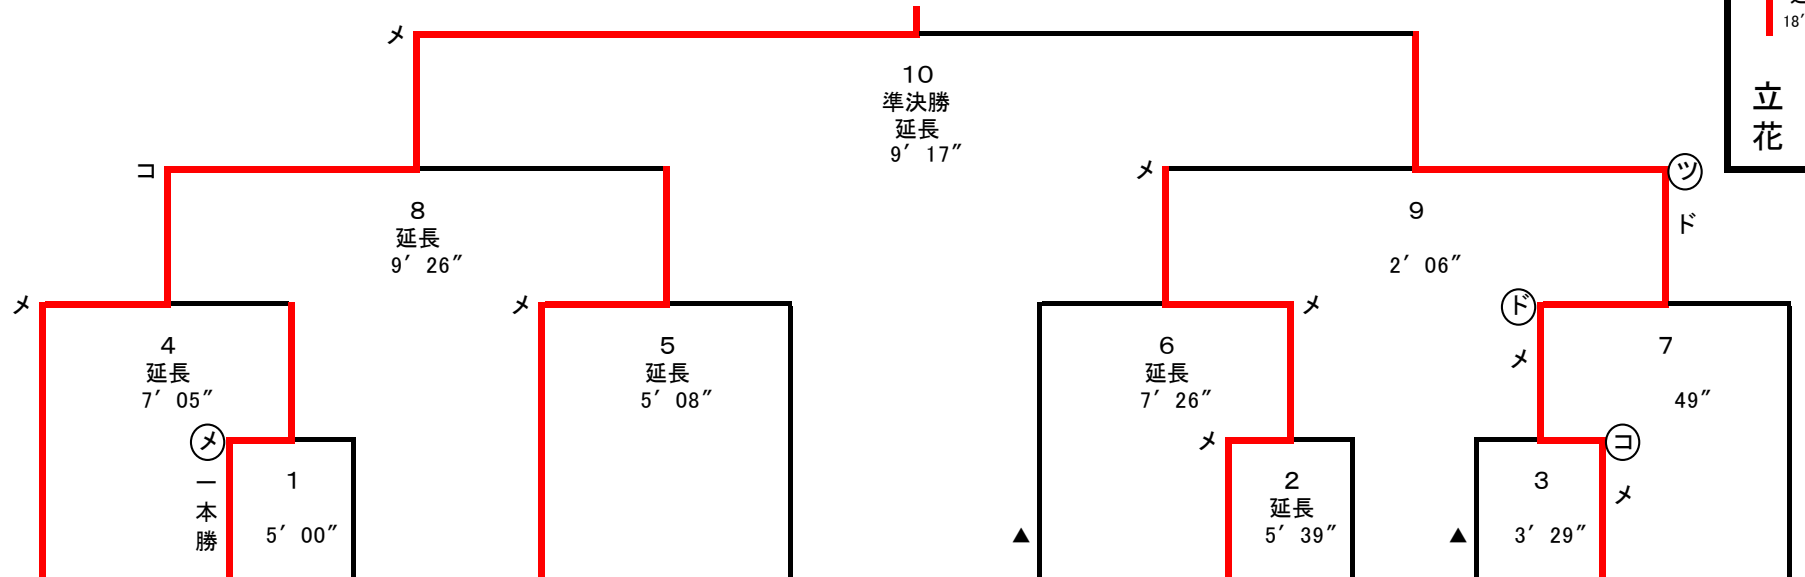 18′
メ
10
準決勝
延長
9′ 17″
立花
コ
メ
ツ
8
延長
9′ 26″
9
ド
2′ 06″
メ
メ
メ
ド
4
延長
7′ 05″
5
延長
5′ 08″
6
延長
7′ 26″
メ
7
49″
メ
一本勝
1
5′ 00″
メ
2
延長
5′ 39″
▲
コ
メ
3
3′ 29″
▲